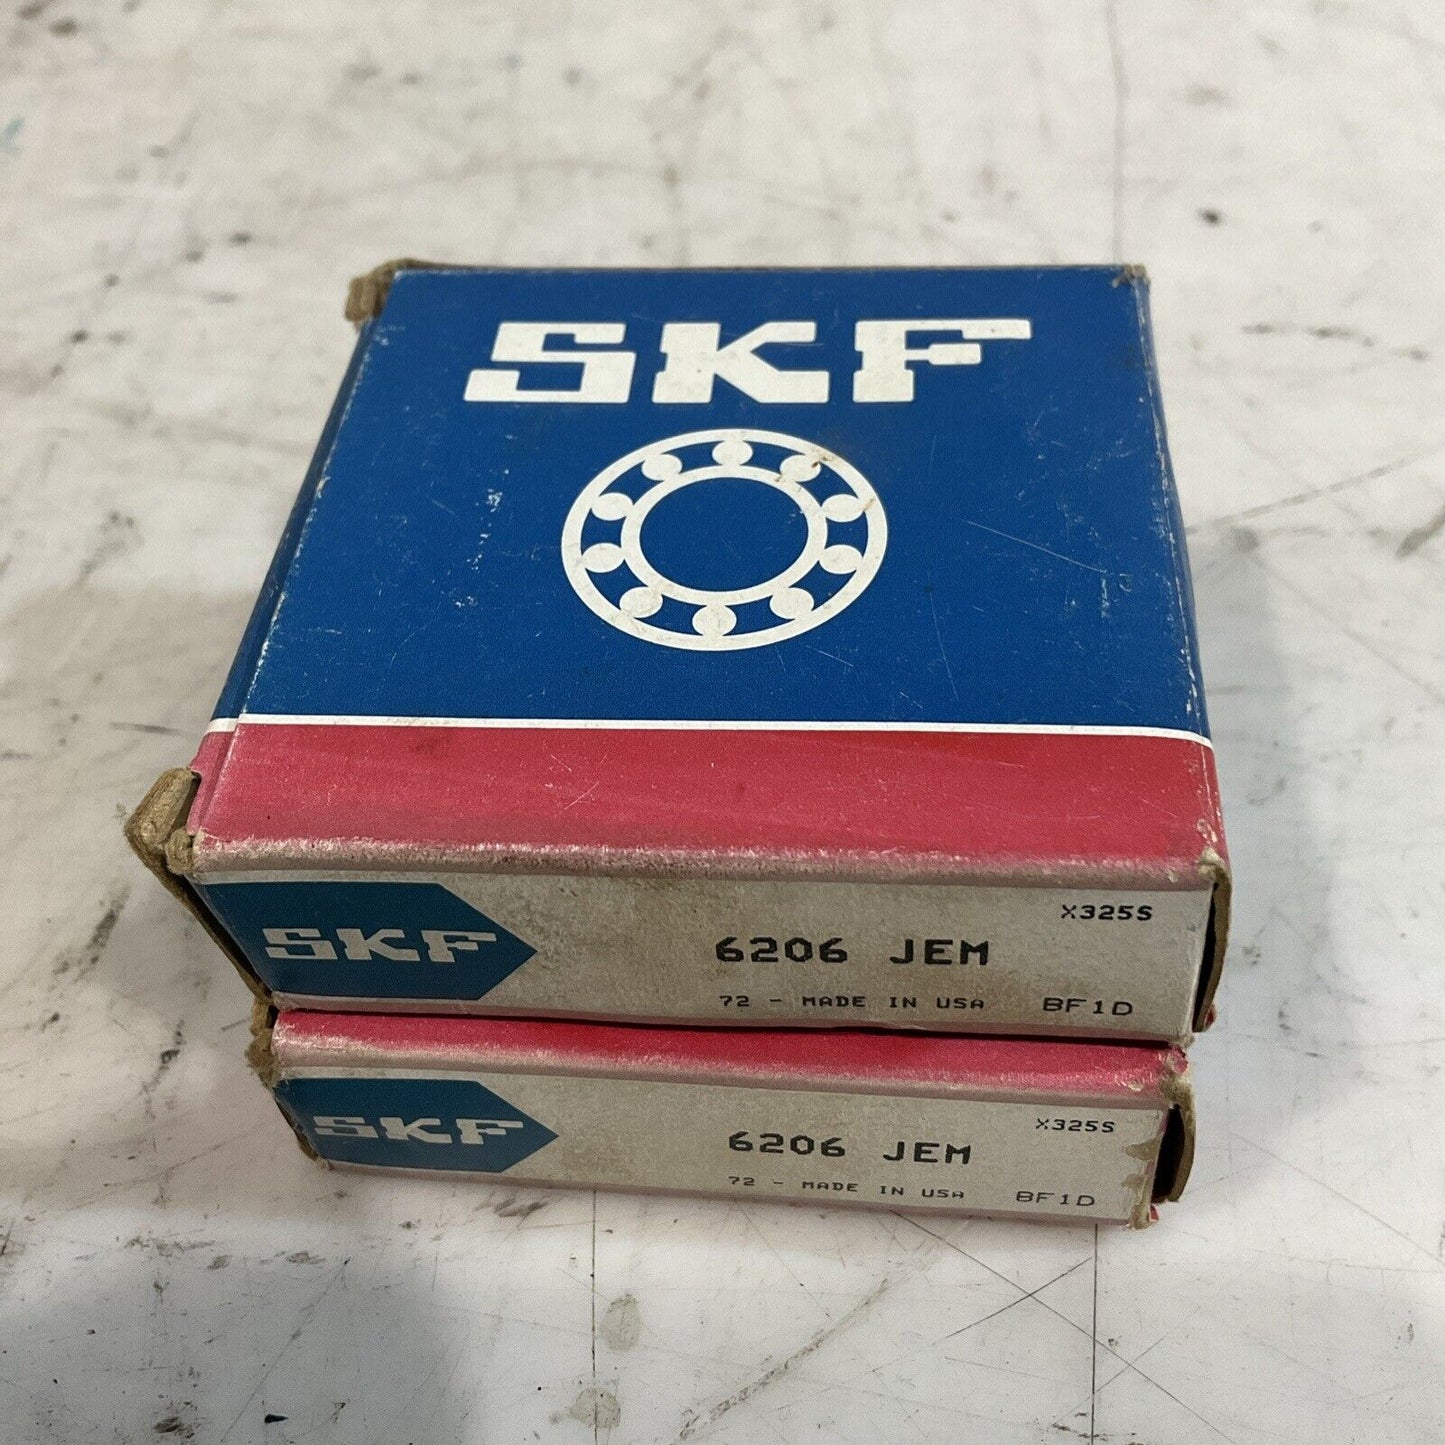 SKF
SKF
X325S
6206 JEM
72 - MADE IN USA BF1D
SKF
X325S
6206 JEM
72 - MADE IN USA BF1D